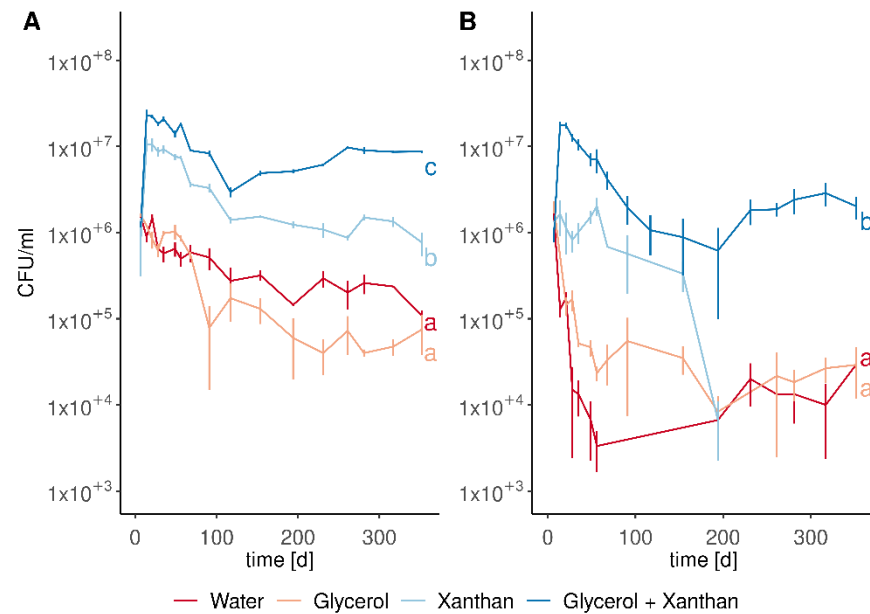 A
B
CFU/ml
1x10+8
1x10+7
1x10+6
1x10+5
1x10+4
1x10+3
c
b
a
a
0
100
200
300
time [d]
1x10+8
1x10+7
1x10+6
1x10+5
1x10+4
1x10+3
b
a
a
0
100
200
300
time [d]
Water Glycerol Xanthan Glycerol + Xanthan